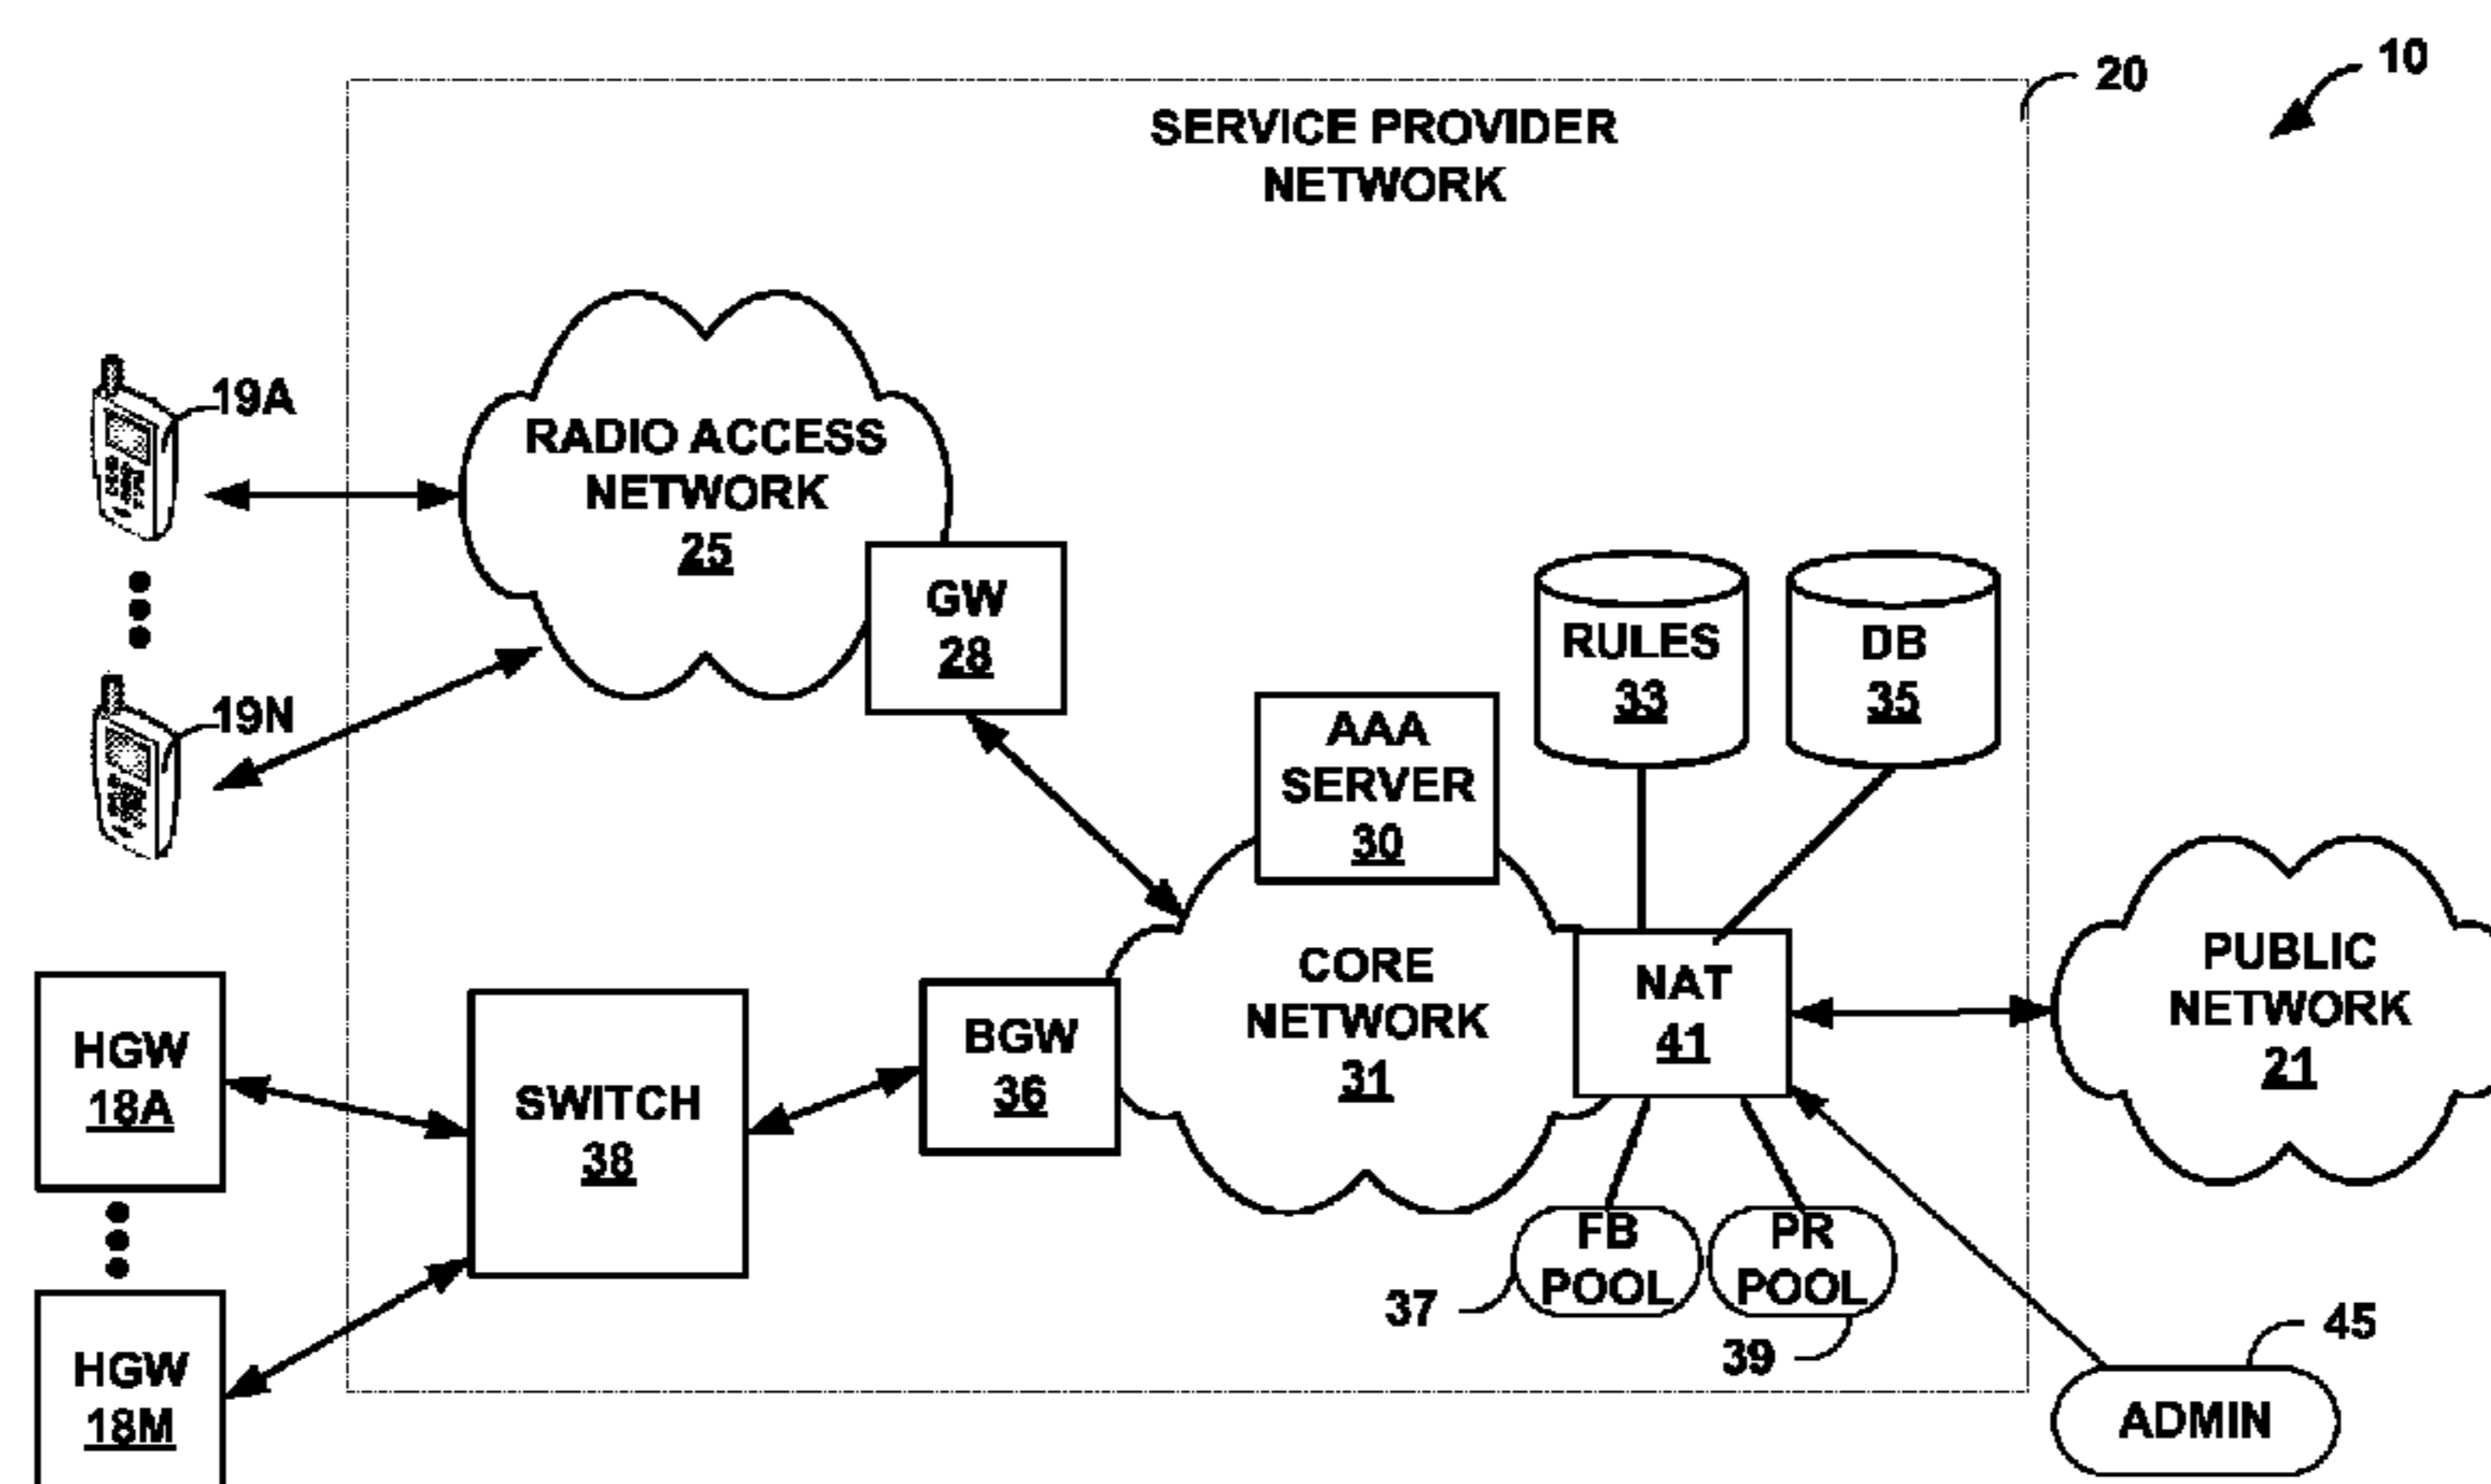 10
20
SERVICE PROVIDER
NETWORK
19A
RADIO ACCESS
NETWORK
25
GW
28
19N
RULES
33
DB
35
AAA
SERVER
30
CORE
NETWORK
31
NAT
41
PUBLIC
NETWORK
21
HGW
18A
SWITCH
38
BGW
36
FB
POOL
37
PR
POOL
39
45
ADMIN
HGW
18M